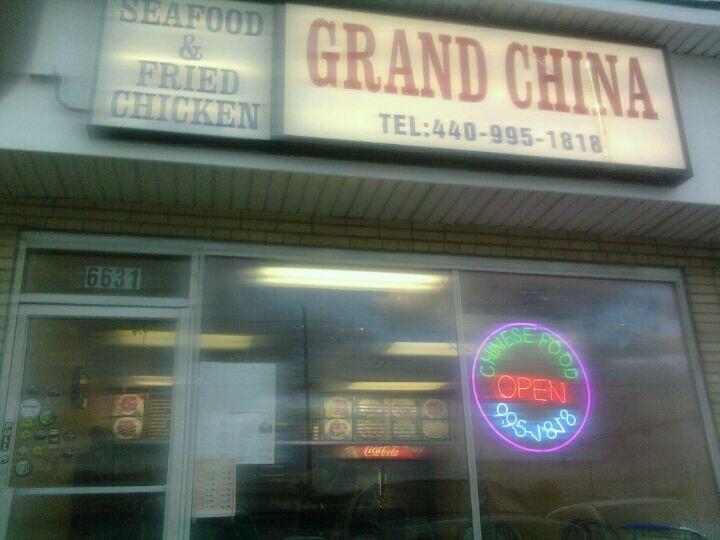 SEAFOOD
&
FRIED
CHICKEN
GRAND CHINA
TEL:440-995-1818
6631
CHINESE FOOD
OPEN
995-1818
Coca-Cola